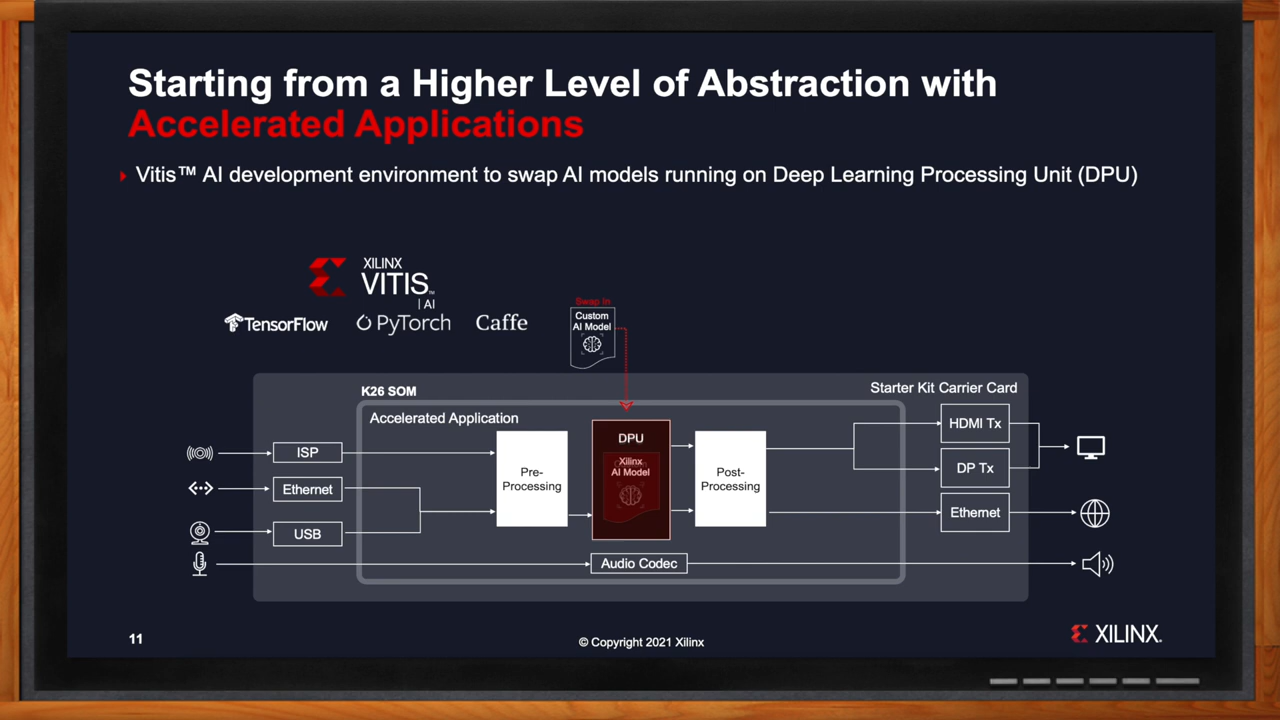 Starting from a Higher Level of Abstraction with
Accelerated Applications
Vitis™ AI development environment to swap AI models running on Deep Learning Processing Unit (DPU)
XILINX
VITIS™
| AI
TensorFlow
PyTorch
Caffe
Swap In
Custom
AI Model
K26 SOM
Starter Kit Carrier Card
Accelerated Application
ISP
Ethernet
USB
Pre-
Processing
DPU
Xilinx
AI Model
Post-
Processing
Audio Codec
HDMI Tx
DP Tx
Ethernet
11
© Copyright 2021 Xilinx
XILINX.